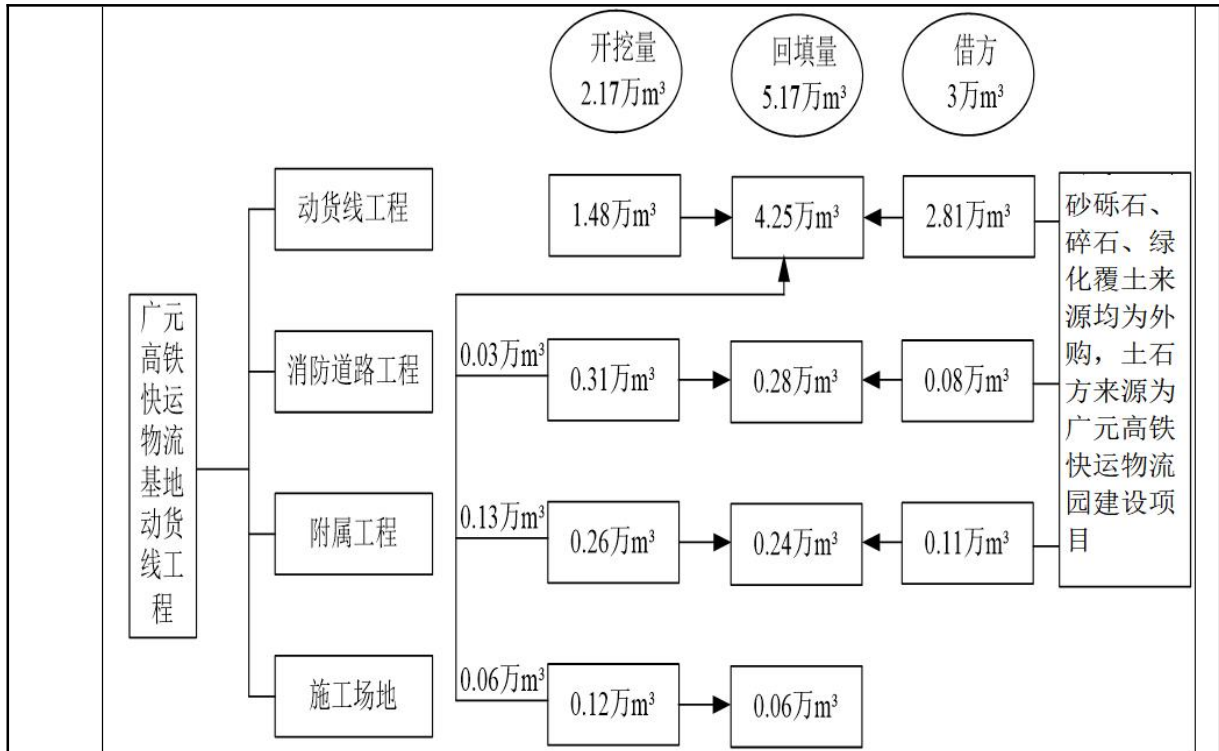 开挖量
2.17万m³
回填量
5.17万m³
借方
3万m³
广元
高铁
快运
物流
基地
动货
线工
程
动货线工程
1.48万m³
4.25万m³
2.81万m³
消防道路工程
0.03万m³
0.31万m³
0.28万m³
0.08万m³
附属工程
0.13万m³
0.26万m³
0.24万m³
0.11万m³
施工场地
0.06万m³
0.12万m³
0.06万m³
砂砾石、
碎石、绿
化覆土来
源均为外
购，土石
方来源为
广元高铁
快运物流
园建设项
目